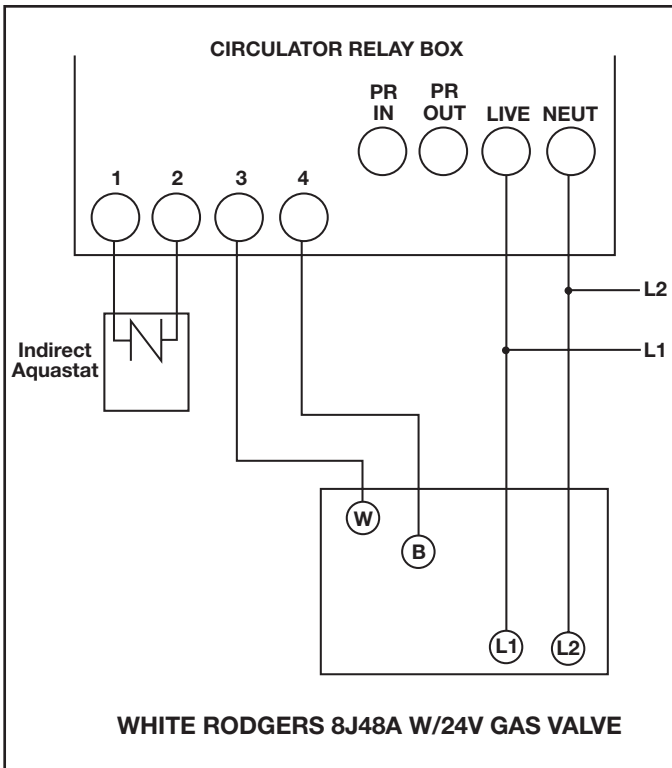 CIRCULATOR RELAY BOX
PR IN
PR OUT
LIVE
NEUT
1
2
3
4
L2
L1
Indirect
Aquastat
W
B
L1
L2
WHITE RODGERS 8J48A W/24V GAS VALVE